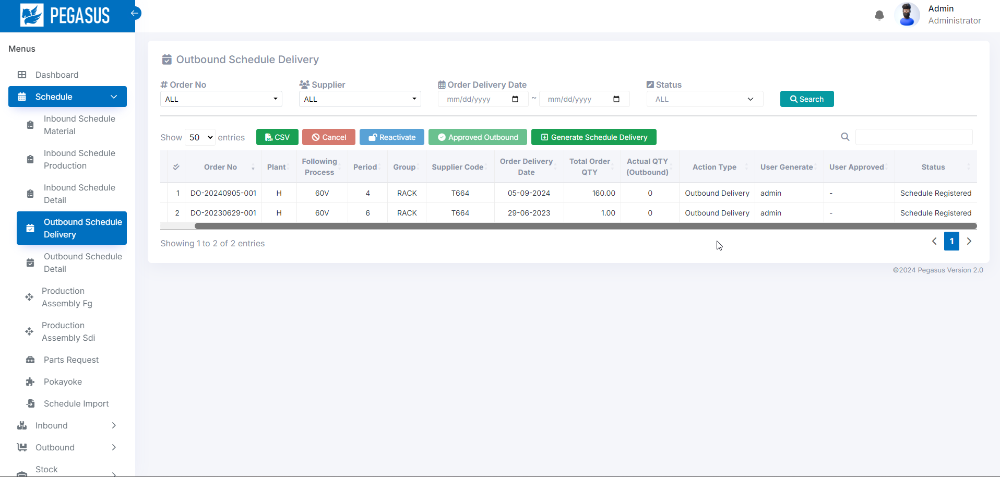 PEGASUS
Admin
Administrator
Menus
Dashboard
Schedule
Inbound Schedule
Material
Inbound Schedule
Production
Inbound Schedule
Detail
Outbound Schedule
Delivery
Outbound Schedule
Detail
Production
Assembly Fg
Production
Assembly Sdi
Parts Request
Pokayoke
Schedule Import
Inbound
Outbound
Stock
Outbound Schedule Delivery
# Order No
Supplier
Order Delivery Date
Status
ALL
ALL
mm/dd/yyyy ~ mm/dd/yyyy
ALL
Search
Show 50 entries
CSV
Cancel
Reactivate
Approved Outbound
Generate Schedule Delivery
Order No Plant Following Process Period Group Supplier Code Order Delivery Date Total Order QTY Actual QTY (Outbound) Action Type User Generate User Approved Status
1 DO-20240905-001 H 60V 4 RACK T664 05-09-2024 160.00 0 Outbound Delivery admin - Schedule Registered
2 DO-20230629-001 H 60V 6 RACK T664 29-06-2023 1.00 0 Outbound Delivery admin - Schedule Registered
Showing 1 to 2 of 2 entries
1
©2024 Pegasus Version 2.0